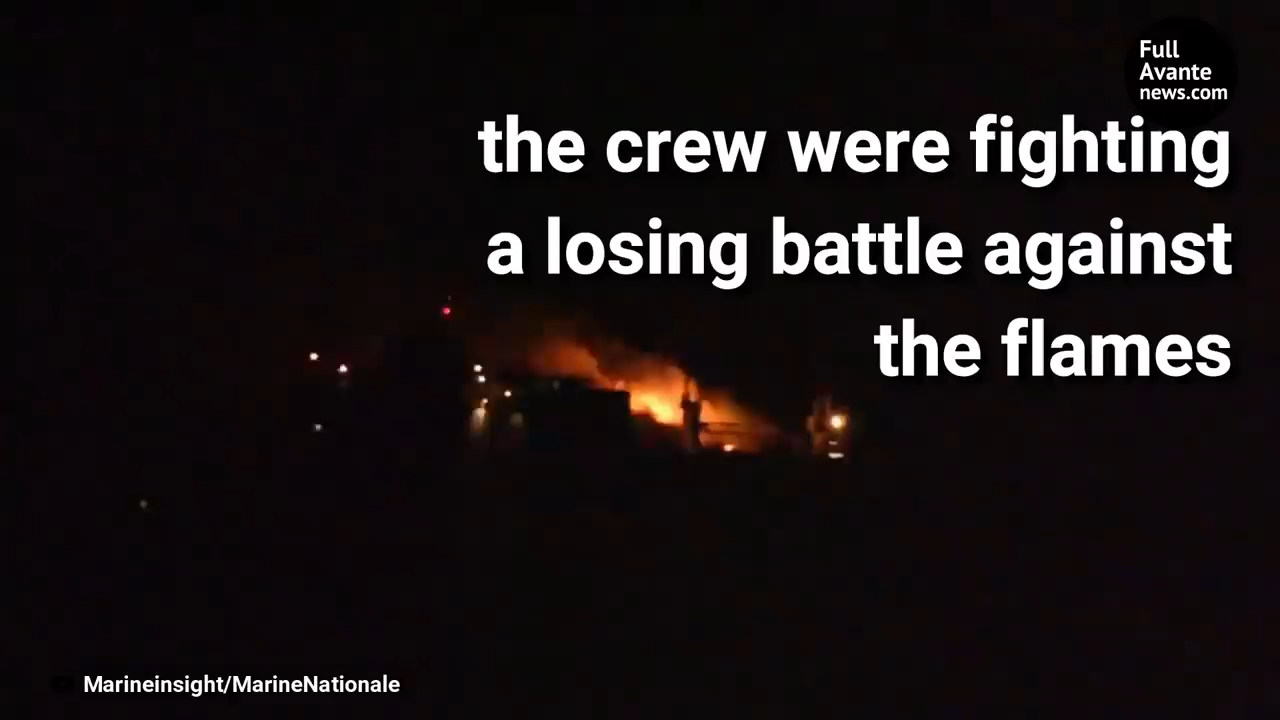 Full
Avante
news.com
the crew were fighting
a losing battle against
the flames
Marineinsight/MarineNationale